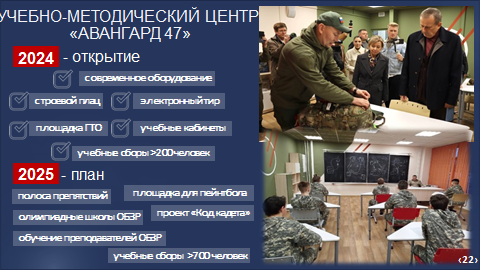 УЧЕБНО-МЕТОДИЧЕСКИЙ ЦЕНТР
«АВАНГАРД 47»
2024 - открытие
современное оборудование
строевой плац
электронный тир
площадка ГТО
учебные кабинеты
учебные сборы >200 человек
2025 - план
полоса препятствий
площадка для пейнтбола
олимпиадные школы ОБЗР
проект «Код кадета»
обучение преподавателей ОБЗР
учебные сборы >700 человек
‹22›